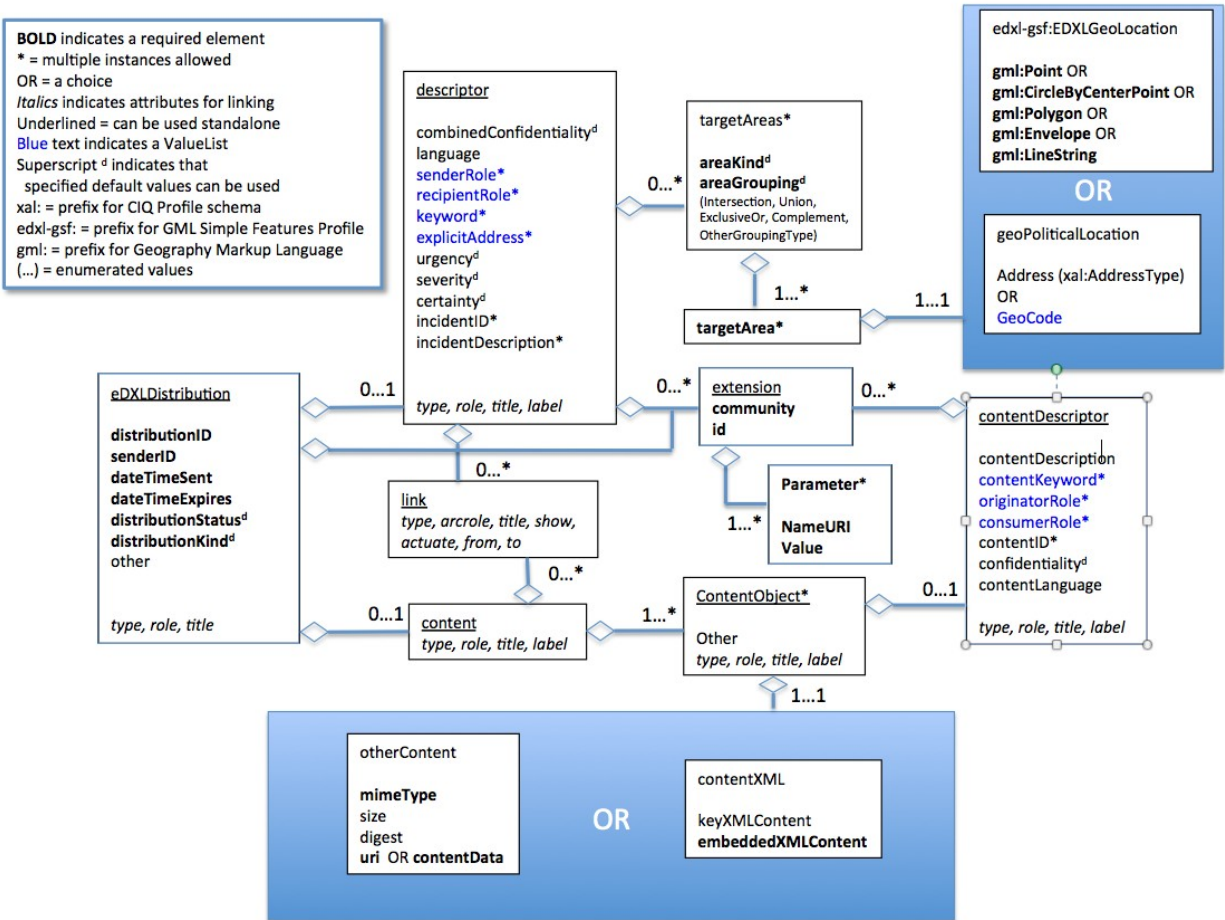 BOLD indicates a required element
* = multiple instances allowed
OR = a choice
Italics indicates attributes for linking
Underlined = can be used standalone
Blue text indicates a ValueList
Superscript ᵈ indicates that
specified default values can be used
xal: = prefix for CIQ Profile schema
edxl-gsf: = prefix for GML Simple Features Profile
gml: = prefix for Geography Markup Language
(...) = enumerated values
descriptor
combinedConfidentialityᵈ
language
senderRole*
recipientRole*
keyword*
explicitAddress*
urgencyᵈ
severityᵈ
certaintyᵈ
incidentID*
incidentDescription*
type, role, title, label
0...*
targetAreas*
areaKindᵈ
areaGroupingᵈ
(Intersection, Union,
ExclusiveOr, Complement,
OtherGroupingType)
1...*
targetArea*
1...1
edxl-gsf:EDXLGeoLocation
gml:Point OR
gml:CircleByCenterPoint OR
gml:Polygon OR
gml:Envelope OR
gml:LineString
OR
geoPoliticalLocation
Address (xal:AddressType)
OR
GeoCode
eDXLDistribution
distributionID
senderID
dateTimeSent
dateTimeExpires
distributionStatusᵈ
distributionKindᵈ
other
type, role, title
0...1
0...*
extension
community
id
0...*
1...*
Parameter*
NameURI
Value
contentDescriptor
contentDescription
contentKeyword*
originatorRole*
consumerRole*
contentID*
confidentialityᵈ
contentLanguage
type, role, title, label
0...*
link
type, arcrole, title, show,
actuate, from, to
0...*
0...1
content
type, role, title, label
1...*
ContentObject*
Other
type, role, title, label
0...1
1...1
otherContent
mimeType
size
digest
uri OR contentData
OR
contentXML
keyXMLContent
embeddedXMLContent